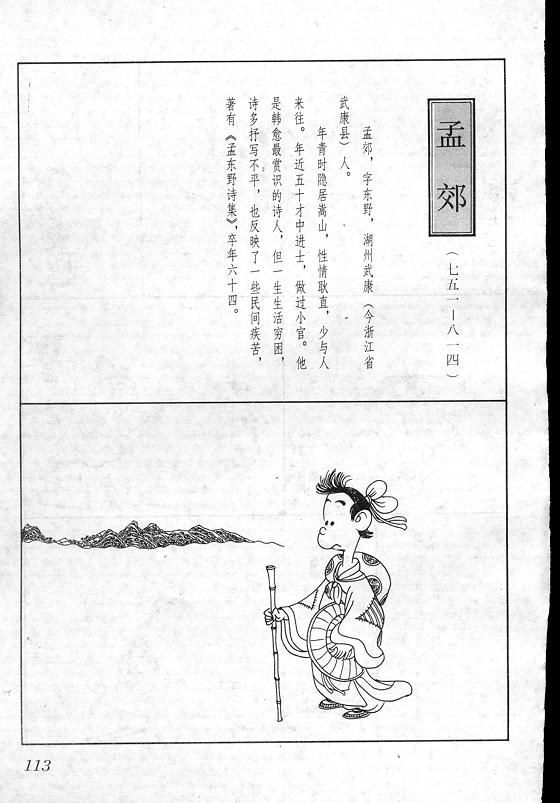 孟郊
（七五一－八一四）
孟郊，字东野，湖州武康（今浙江省
武康县）人。
年青时隐居嵩山，性情耿直，少与人
来往。年近五十才中进士，做过小官。他
是韩愈最赏识的诗人，但一生生活穷困，
诗多抒写不平，也反映了一些民间疾苦，
著有《孟东野诗集》，卒年六十四。
113